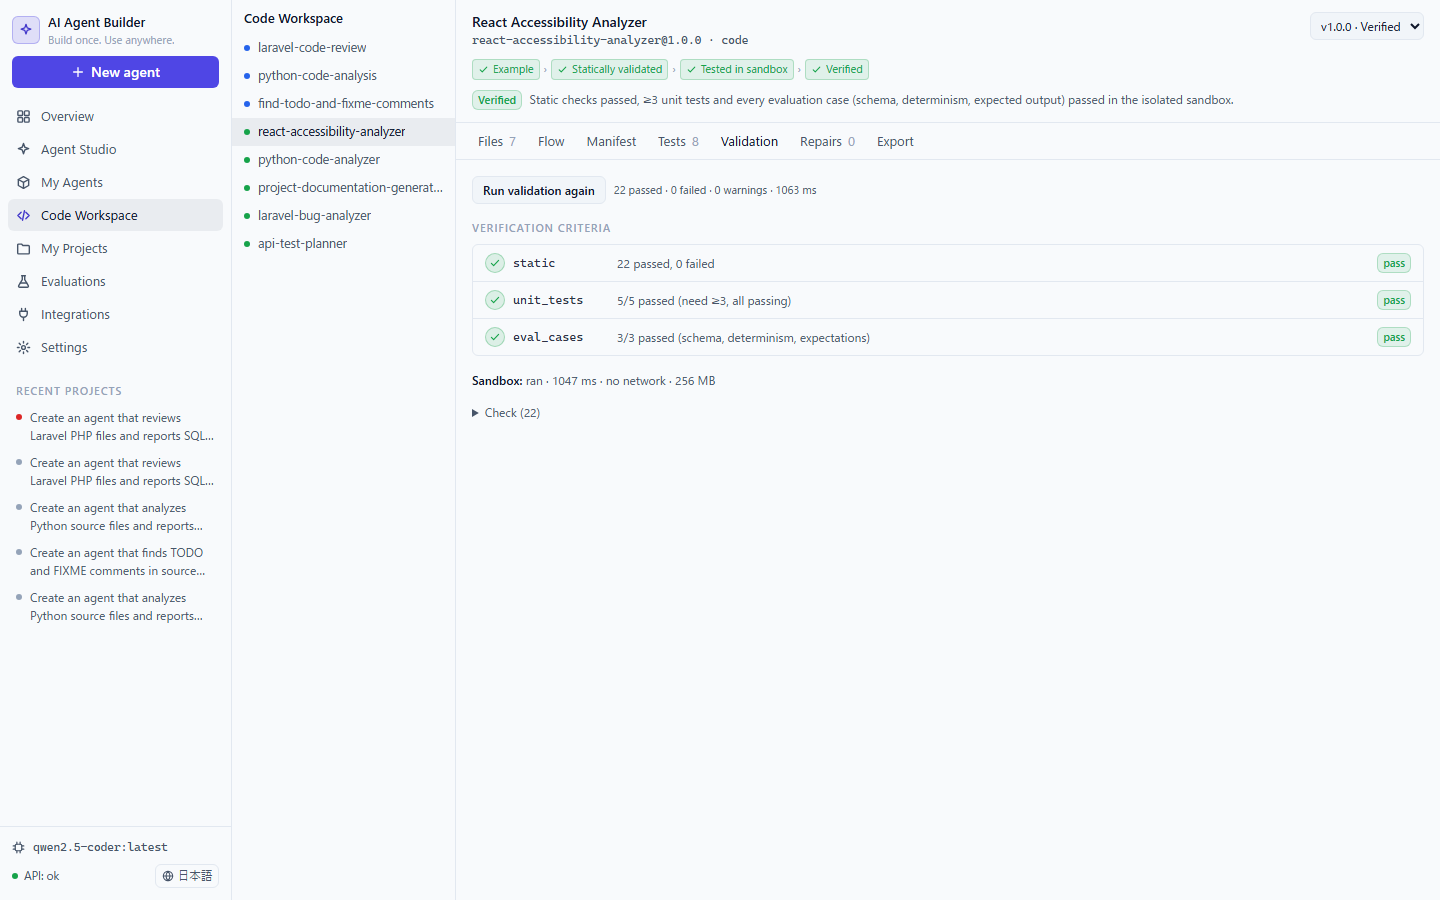 AI Agent Builder
Build once. Use anywhere.
+ New agent
Overview
Agent Studio
My Agents
Code Workspace
My Projects
Evaluations
Integrations
Settings
RECENT PROJECTS
Create an agent that reviews
Laravel PHP files and reports SQL...
Create an agent that reviews
Laravel PHP files and reports SQL...
Create an agent that analyzes
Python source files and reports...
Create an agent that finds TODO
and FIXME comments in source...
Create an agent that analyzes
Python source files and reports...
qwen2.5-coder:latest
API: ok
日本語
Code Workspace
laravel-code-review
python-code-analysis
find-todo-and-fixme-comments
react-accessibility-analyzer
python-code-analyzer
project-documentation-generat...
laravel-bug-analyzer
api-test-planner
React Accessibility Analyzer
react-accessibility-analyzer@1.0.0 · code
v1.0.0 · Verified
✓ Example › ✓ Statically validated › ✓ Tested in sandbox › ✓ Verified
Verified Static checks passed, ≥3 unit tests and every evaluation case (schema, determinism, expected output) passed in the isolated sandbox.
Files 7 Flow Manifest Tests 8 Validation Repairs 0 Export
Run validation again 22 passed · 0 failed · 0 warnings · 1063 ms
VERIFICATION CRITERIA
static 22 passed, 0 failed pass
unit_tests 5/5 passed (need ≥3, all passing) pass
eval_cases 3/3 passed (schema, determinism, expectations) pass
Sandbox: ran · 1047 ms · no network · 256 MB
Check (22)